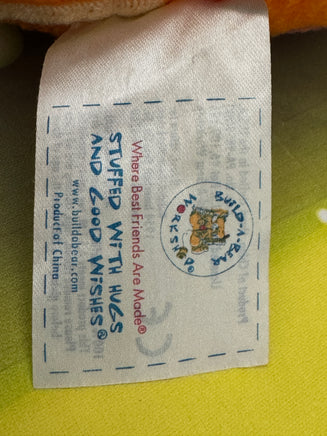 BUILD-A-BEAR
WORKSHOP
Where Best Friends Are Made®
STUFFED WITH HUGS
AND GOOD WISHES®
www.buildabear.com
Product of China